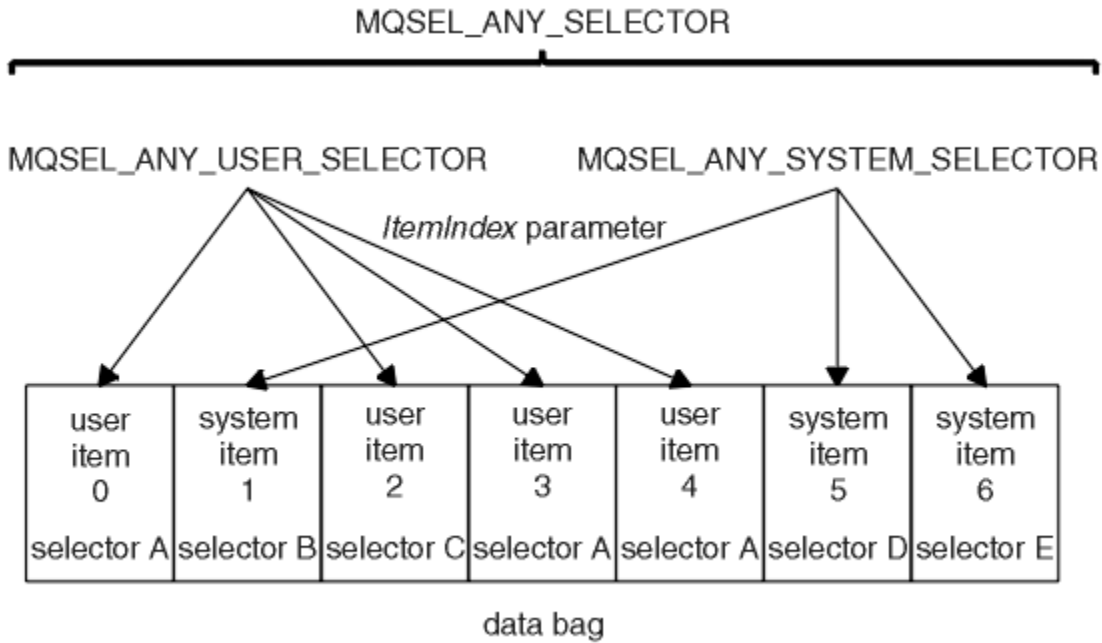 MQSEL_ANY_SELECTOR
MQSEL_ANY_USER_SELECTOR MQSEL_ANY_SYSTEM_SELECTOR
ItemIndex parameter
user system user user user system system
item item item item item item item
0 1 2 3 4 5 6
selector A selector B selector C selector A selector A selector D selector E
data bag